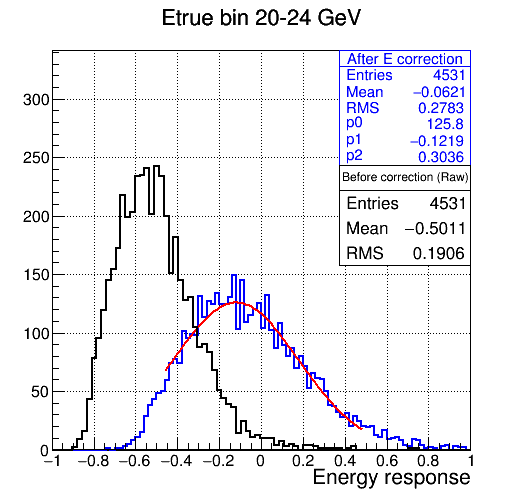 Etrue bin 20-24 GeV
After E correction
Entries 4531
Mean −0.0621
RMS 0.2783
p0 125.8
p1 −0.1219
p2 0.3036
Before correction (Raw)
Entries 4531
Mean −0.5011
RMS 0.1906
300
250
200
150
100
50
0
−1 −0.8 −0.6 −0.4 −0.2 0 0.2 0.4 0.6 0.8 1
Energy response